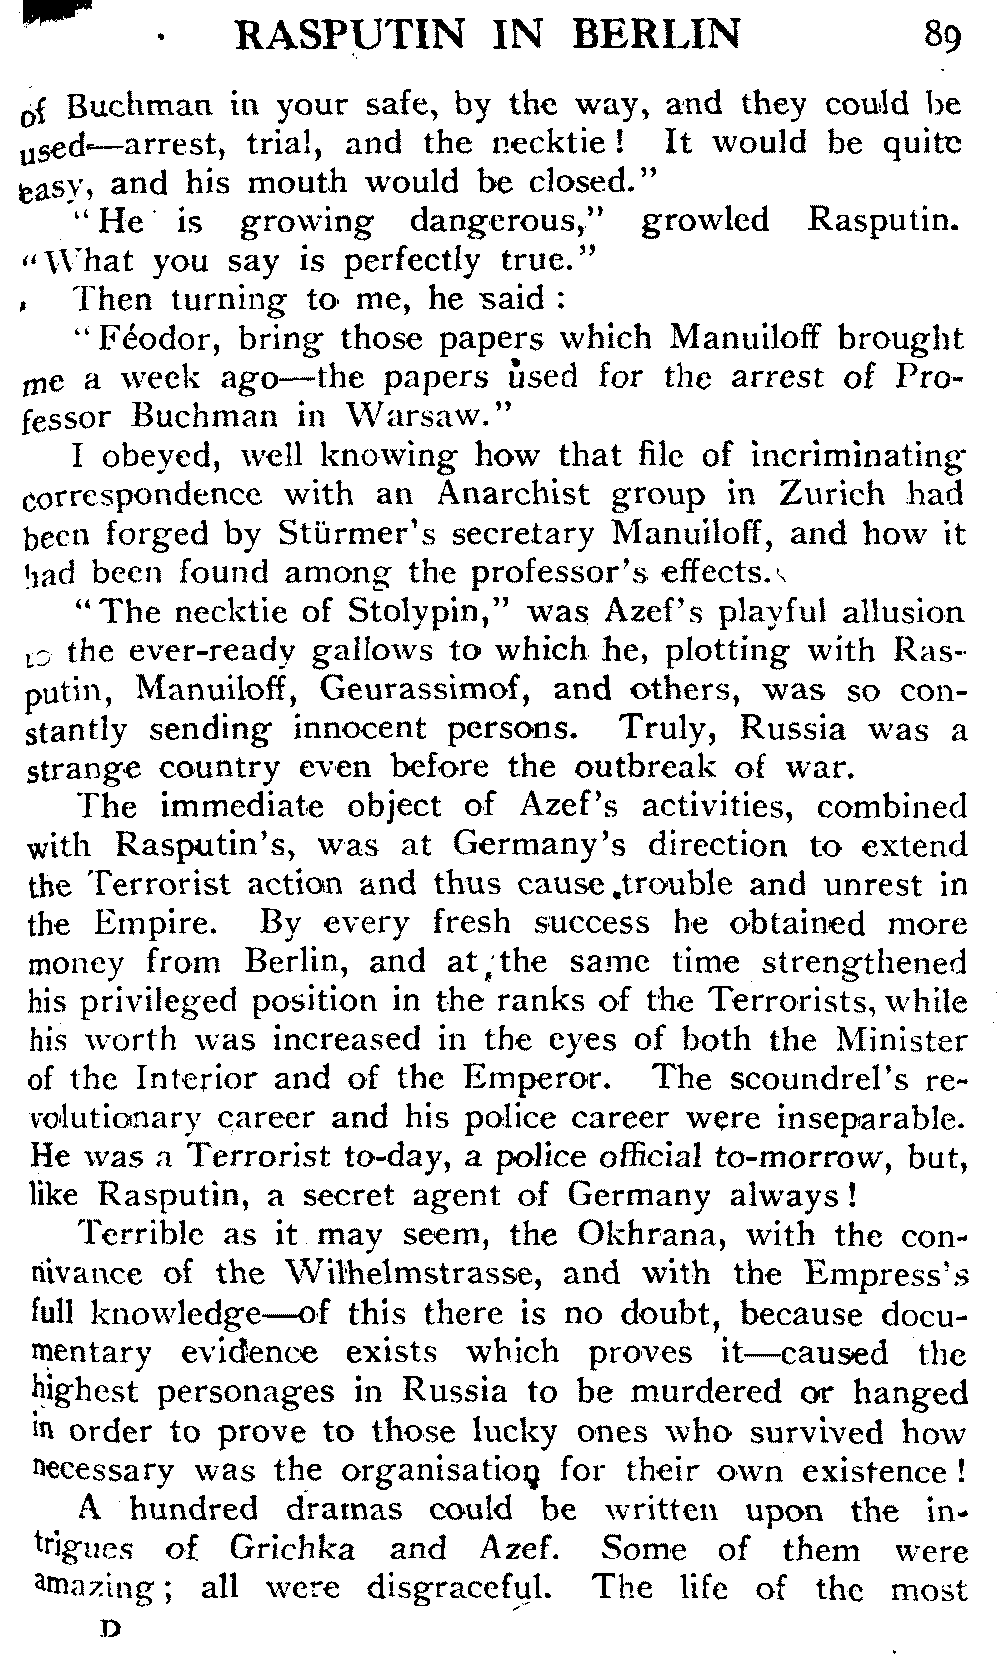 RASPUTIN IN BERLIN 89
of Buchman in your safe, by the way, and they could be
used—arrest, trial, and the necktie! It would be quite
easy, and his mouth would be closed."
"He is growing dangerous," growled Rasputin.
"What you say is perfectly true."
Then turning to me, he said:
"Féodor, bring those papers which Manuiloff brought
me a week ago—the papers used for the arrest of Pro-
fessor Buchman in Warsaw."
I obeyed, well knowing how that file of incriminating
correspondence with an Anarchist group in Zurich had
been forged by Stürmer's secretary Manuiloff, and how it
had been found among the professor's effects.
"The necktie of Stolypin," was Azef's playful allusion
to the ever-ready gallows to which he, plotting with Ras-
putin, Manuiloff, Geurassimof, and others, was so con-
stantly sending innocent persons. Truly, Russia was a
strange country even before the outbreak of war.
The immediate object of Azef's activities, combined
with Rasputin's, was at Germany's direction to extend
the Terrorist action and thus cause trouble and unrest in
the Empire. By every fresh success he obtained more
money from Berlin, and at the same time strengthened
his privileged position in the ranks of the Terrorists, while
his worth was increased in the eyes of both the Minister
of the Interior and of the Emperor. The scoundrel's re-
volutionary career and his police career were inseparable.
He was a Terrorist to-day, a police official to-morrow, but,
like Rasputin, a secret agent of Germany always!
Terrible as it may seem, the Okhrana, with the con-
nivance of the Wilhelmstrasse, and with the Empress's
full knowledge—of this there is no doubt, because docu-
mentary evidence exists which proves it—caused the
highest personages in Russia to be murdered or hanged
in order to prove to those lucky ones who survived how
necessary was the organisation for their own existence!
A hundred dramas could be written upon the in-
trigues of Grichka and Azef. Some of them were
amazing; all were disgraceful. The life of the most
D